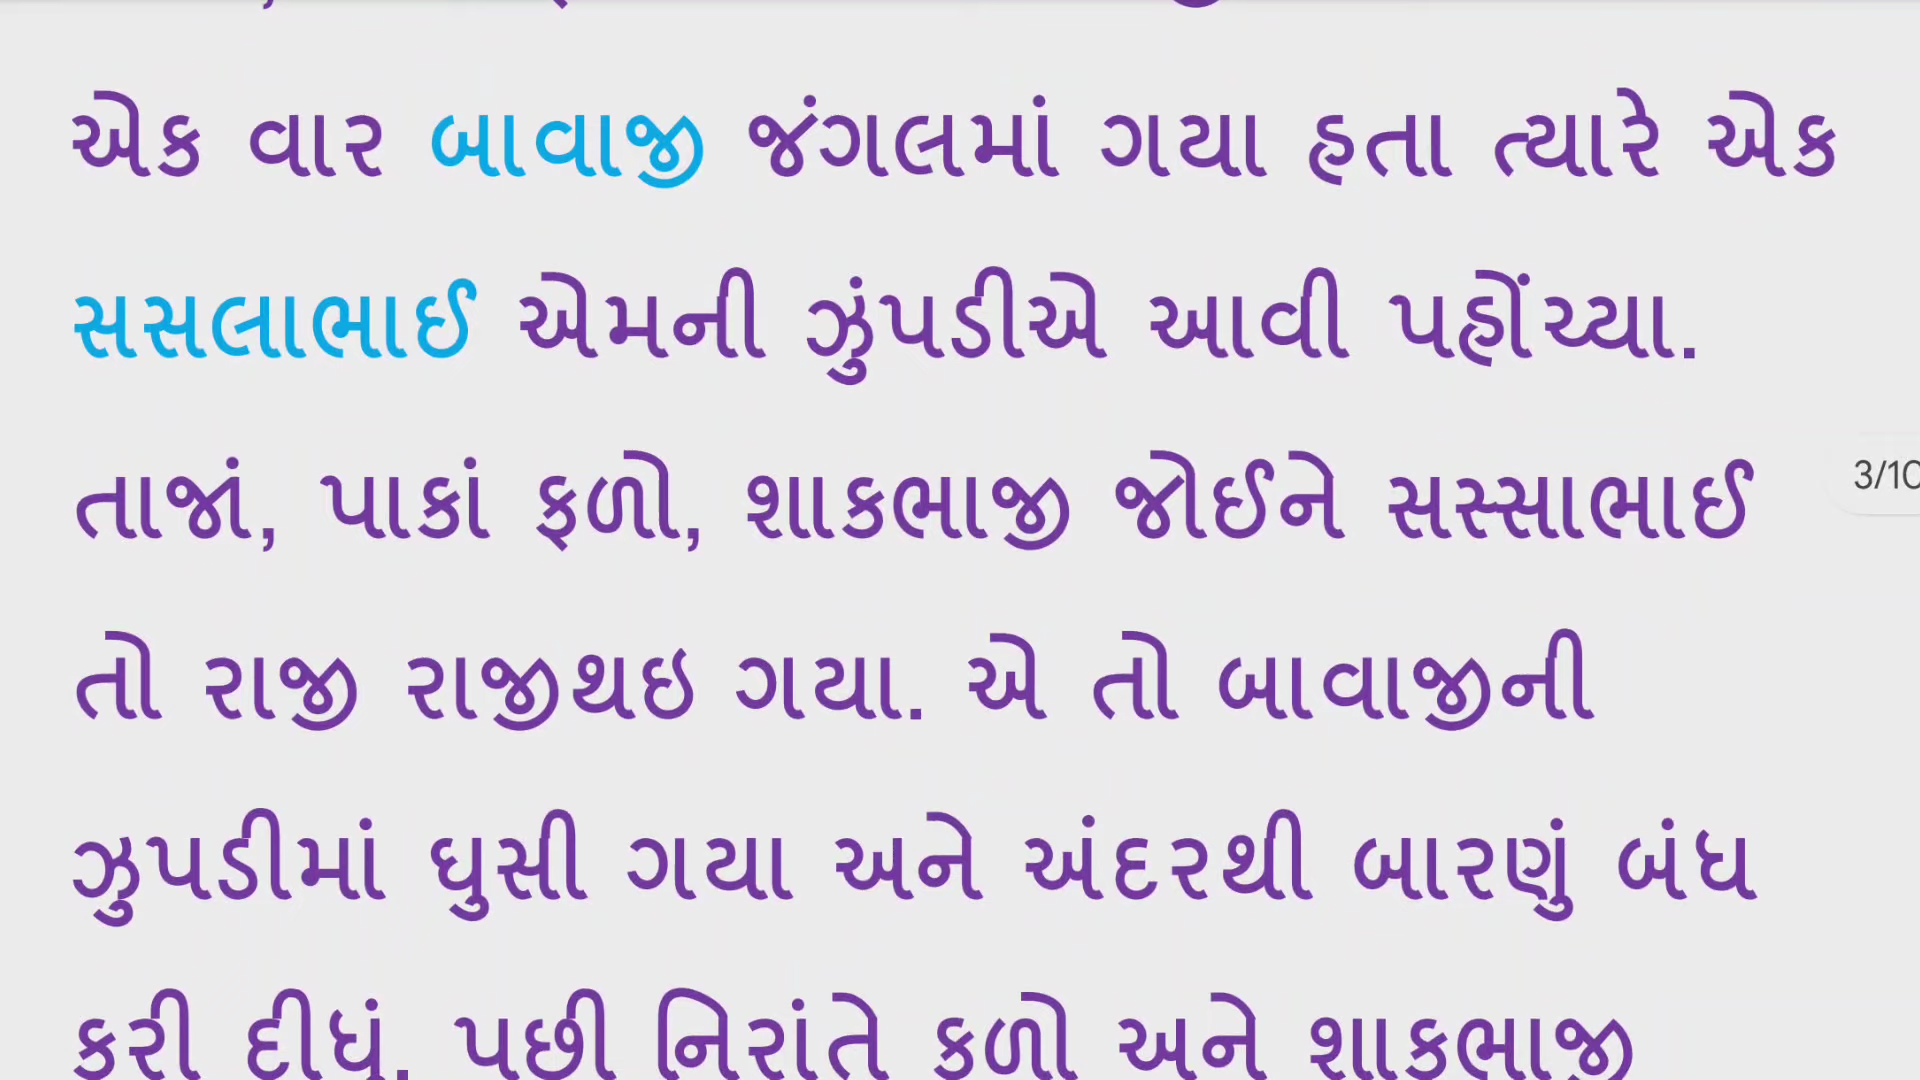 એક વાર બાવાજી જંગલમાં ગયા હતા ત્યારે એક
સસલાભાઈ એમની ઝુંપડીએ આવી પહોંચ્યા.
તાજાં, પાકાં ફળો, શાકભાજી જોઈને સસ્સાભાઈ
3/10
તો રાજી રાજીથઇ ગયા. એ તો બાવાજીની
ઝુપડીમાં ઘુસી ગયા અને અંદરથી બારણું બંધ
કરી દીધું. પછી નિરાંતે ફળો અને શાકભાજી